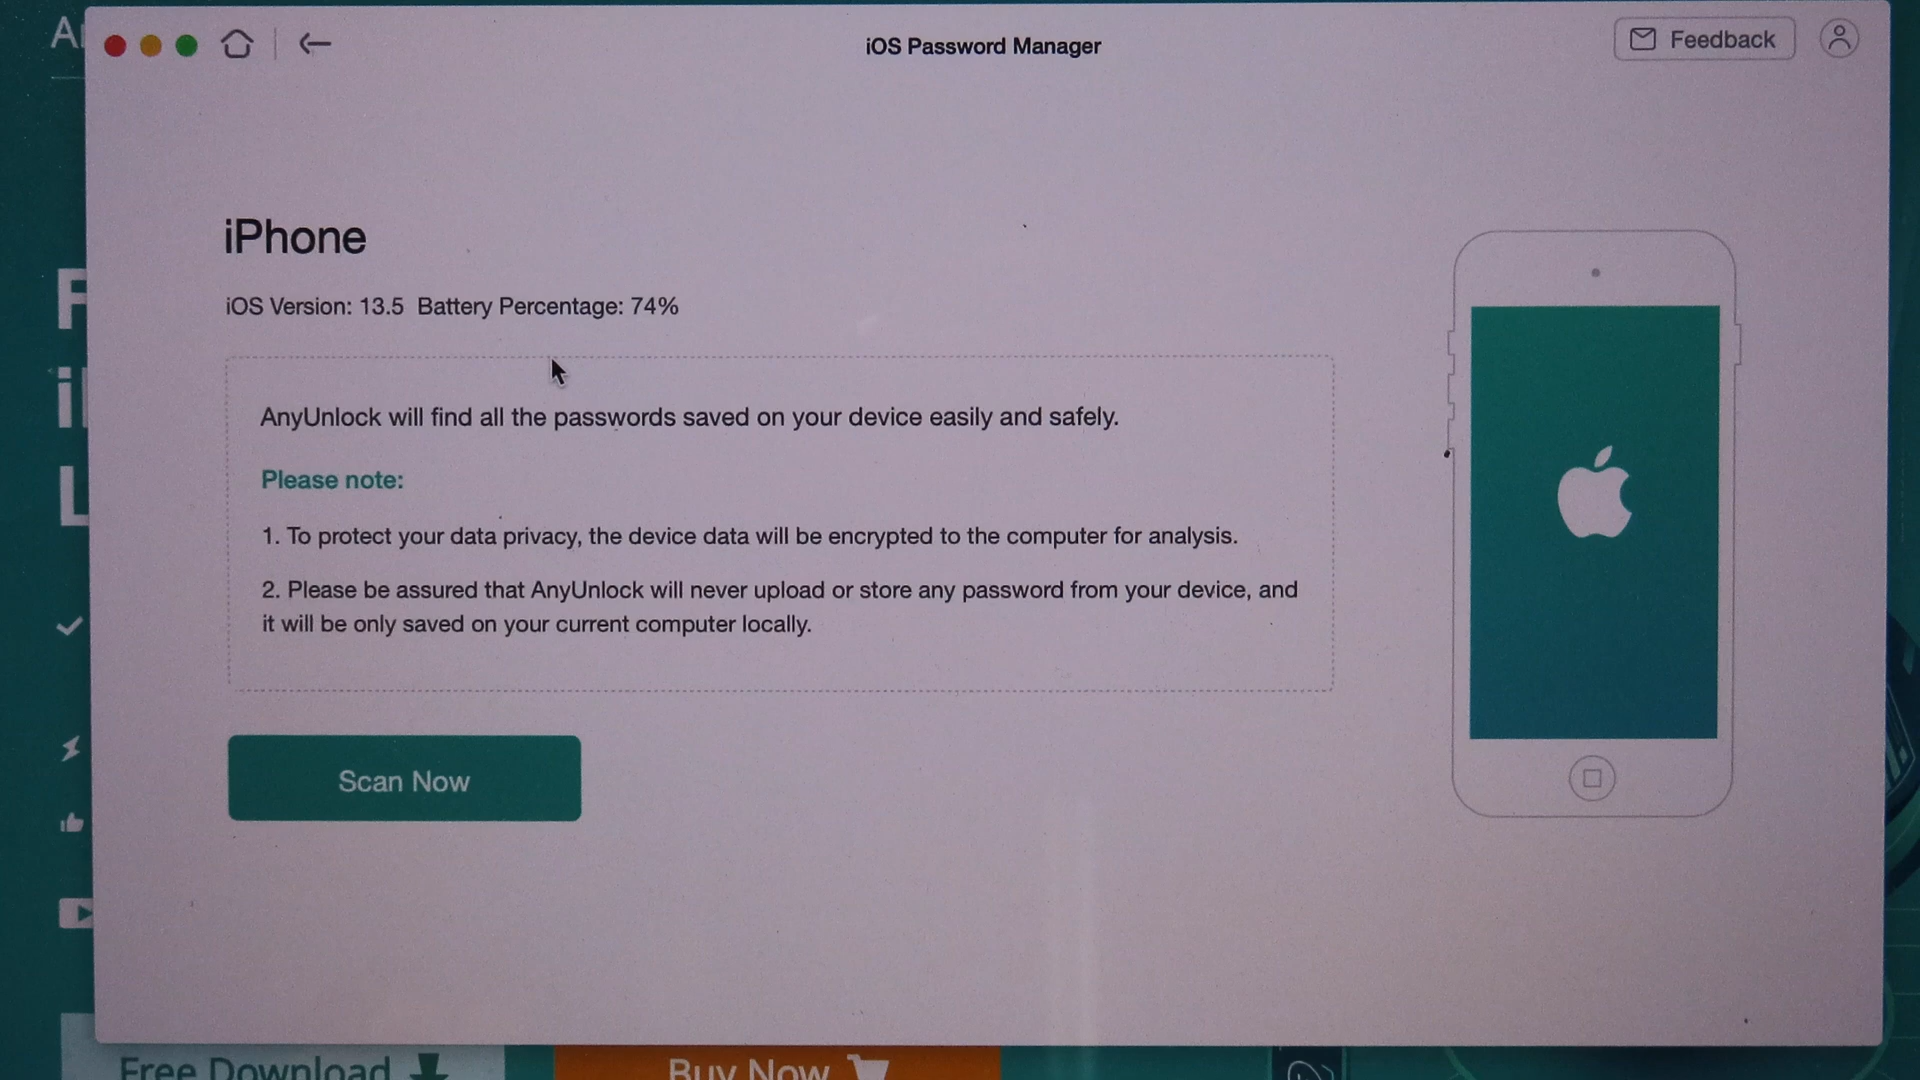 iOS Password Manager
Feedback
iPhone
iOS Version: 13.5 Battery Percentage: 74%
AnyUnlock will find all the passwords saved on your device easily and safely.
Please note:
1. To protect your data privacy, the device data will be encrypted to the computer for analysis.
2. Please be assured that AnyUnlock will never upload or store any password from your device, and
it will be only saved on your current computer locally.
Scan Now
Free Download
Buy Now